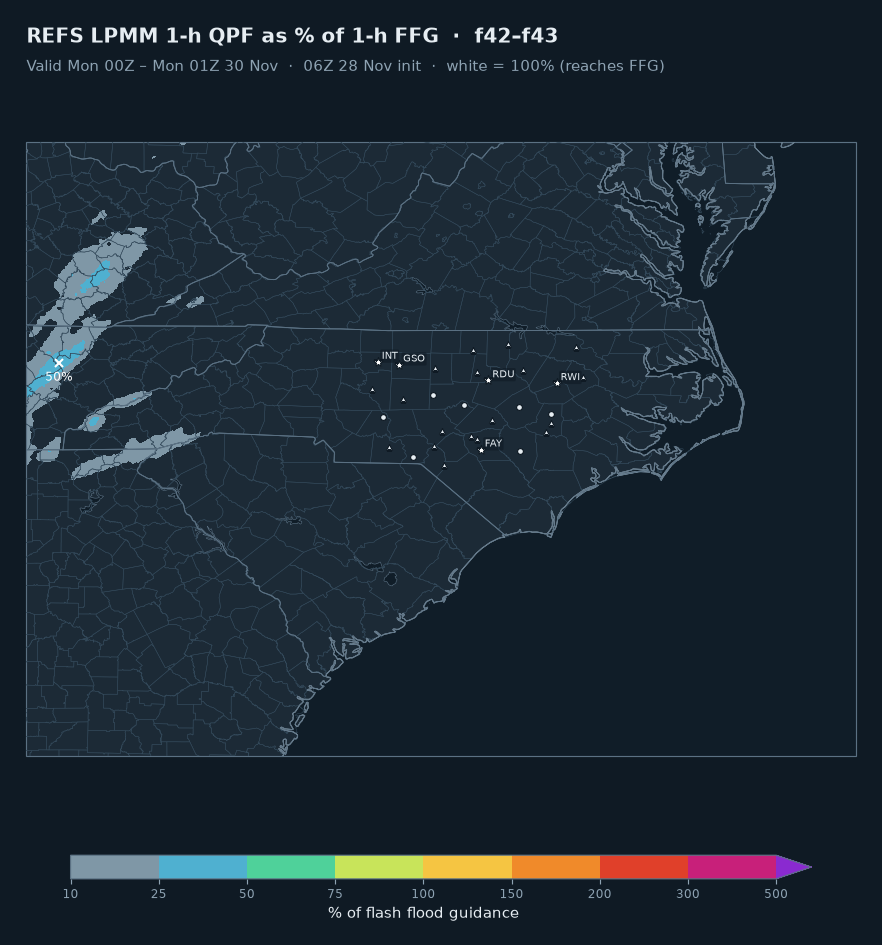 REFS LPMM 1-h QPF as % of 1-h FFG · f42–f43
Valid Mon 00Z – Mon 01Z 30 Nov · 06Z 28 Nov init · white = 100% (reaches FFG)
INT GSO
RDU
RWI
50%
FAY
10 25 50 75 100 150 200 300 500
% of flash flood guidance